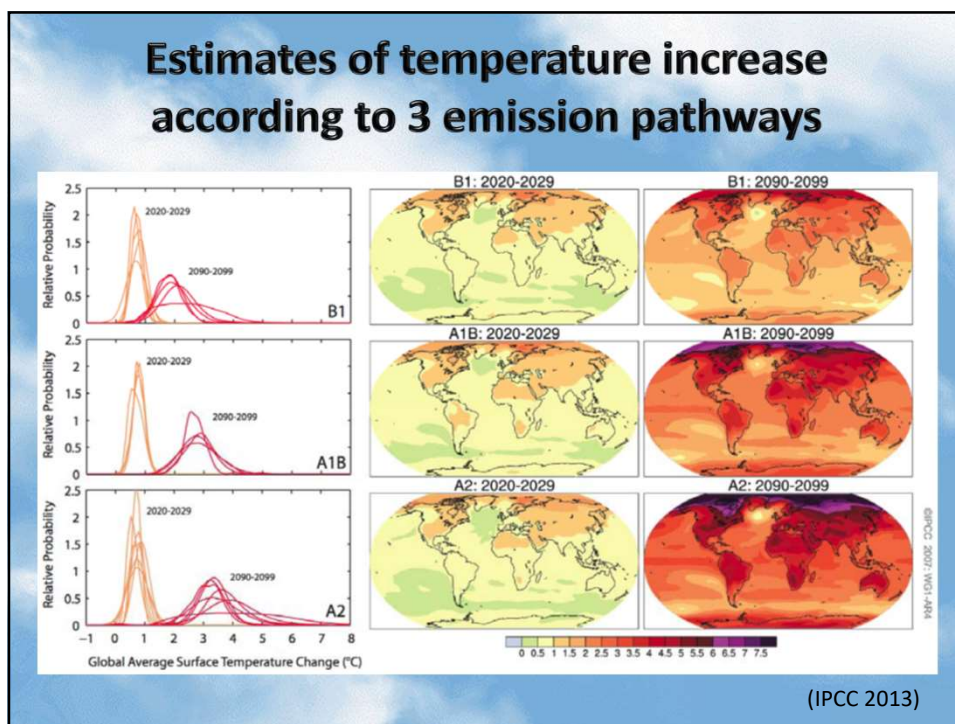 Estimates of temperature increase
according to 3 emission pathways
2.5
2
1.5
1
0.5
0
Relative Probability
2020-2029
2090-2099
B1
B1: 2020-2029
B1: 2090-2099
2
1.5
1
0.5
0
Relative Probability
2020-2029
2090-2099
A1B
A1B: 2020-2029
A1B: 2090-2099
2.5
2
1.5
1
0.5
0
Relative Probability
2020-2029
2090-2099
A2
A2: 2020-2029
A2: 2090-2099
−1 0 1 2 3 4 5 6 7 8
Global Average Surface Temperature Change (°C)
0 0.5 1 1.5 2 2.5 3 3.5 4 4.5 5 5.5 6 6.5 7 7.5
©IPCC 2007: WG1-AR4
(IPCC 2013)